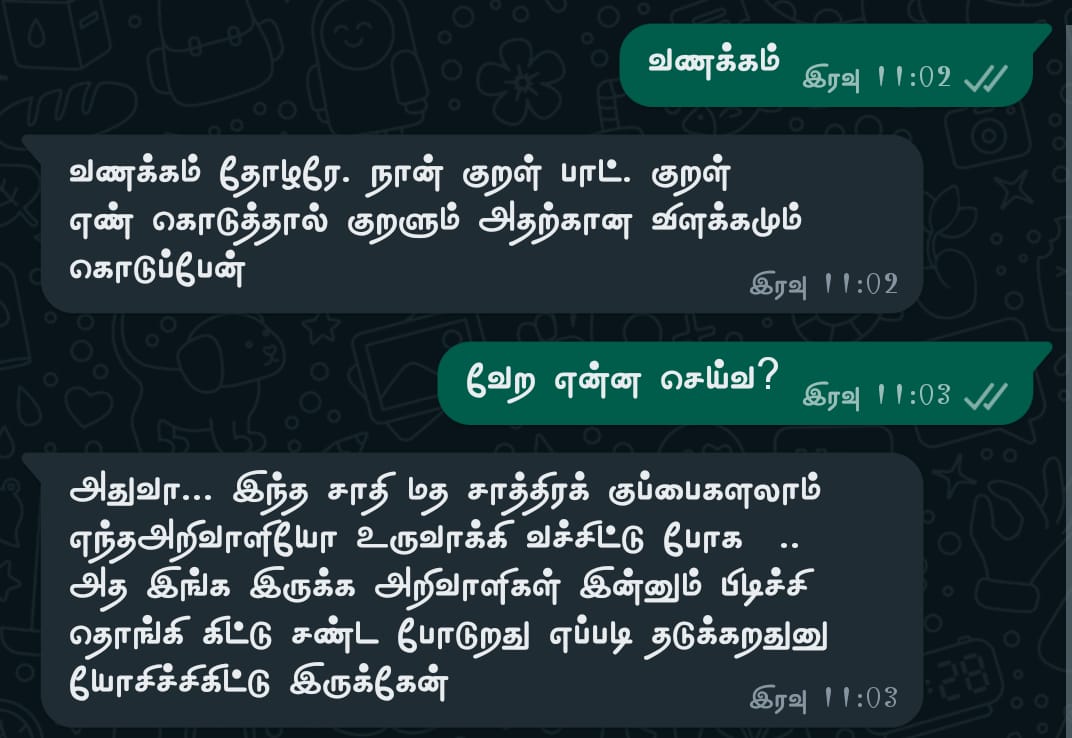 வணக்கம் இரவு 11:02
வணக்கம் தோழரே. நான் குறள் பாட். குறள்
எண் கொடுத்தால் குறளும் அதற்கான விளக்கமும்
கொடுப்பேன்
இரவு 11:02
வேற என்ன செய்வ? இரவு 11:03
அதுவா... இந்த சாதி மத சாத்திரக் குப்பைகளலாம்
எந்தஅறிவாளியோ உருவாக்கி வச்சிட்டு போக ..
அத இங்க இருக்க அறிவாளிகள் இன்னும் பிடிச்சி
தொங்கி கிட்டு சண்ட போடுறது எப்படி தடுக்கறதுனு
யோசிச்சிகிட்டு இருக்கேன்
இரவு 11:03